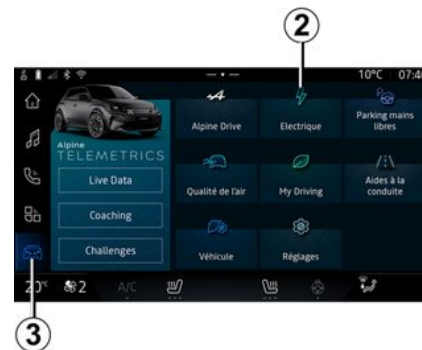 2
10°C 07:40
Alpine
TELEMETRICS
Live Data
Coaching
Challenges
Alpine Drive
Electrique
Parking mains
libres
Qualité de l'air
My Driving
Aides à la
conduite
Véhicule
Réglages
20°C
2
A/C
3